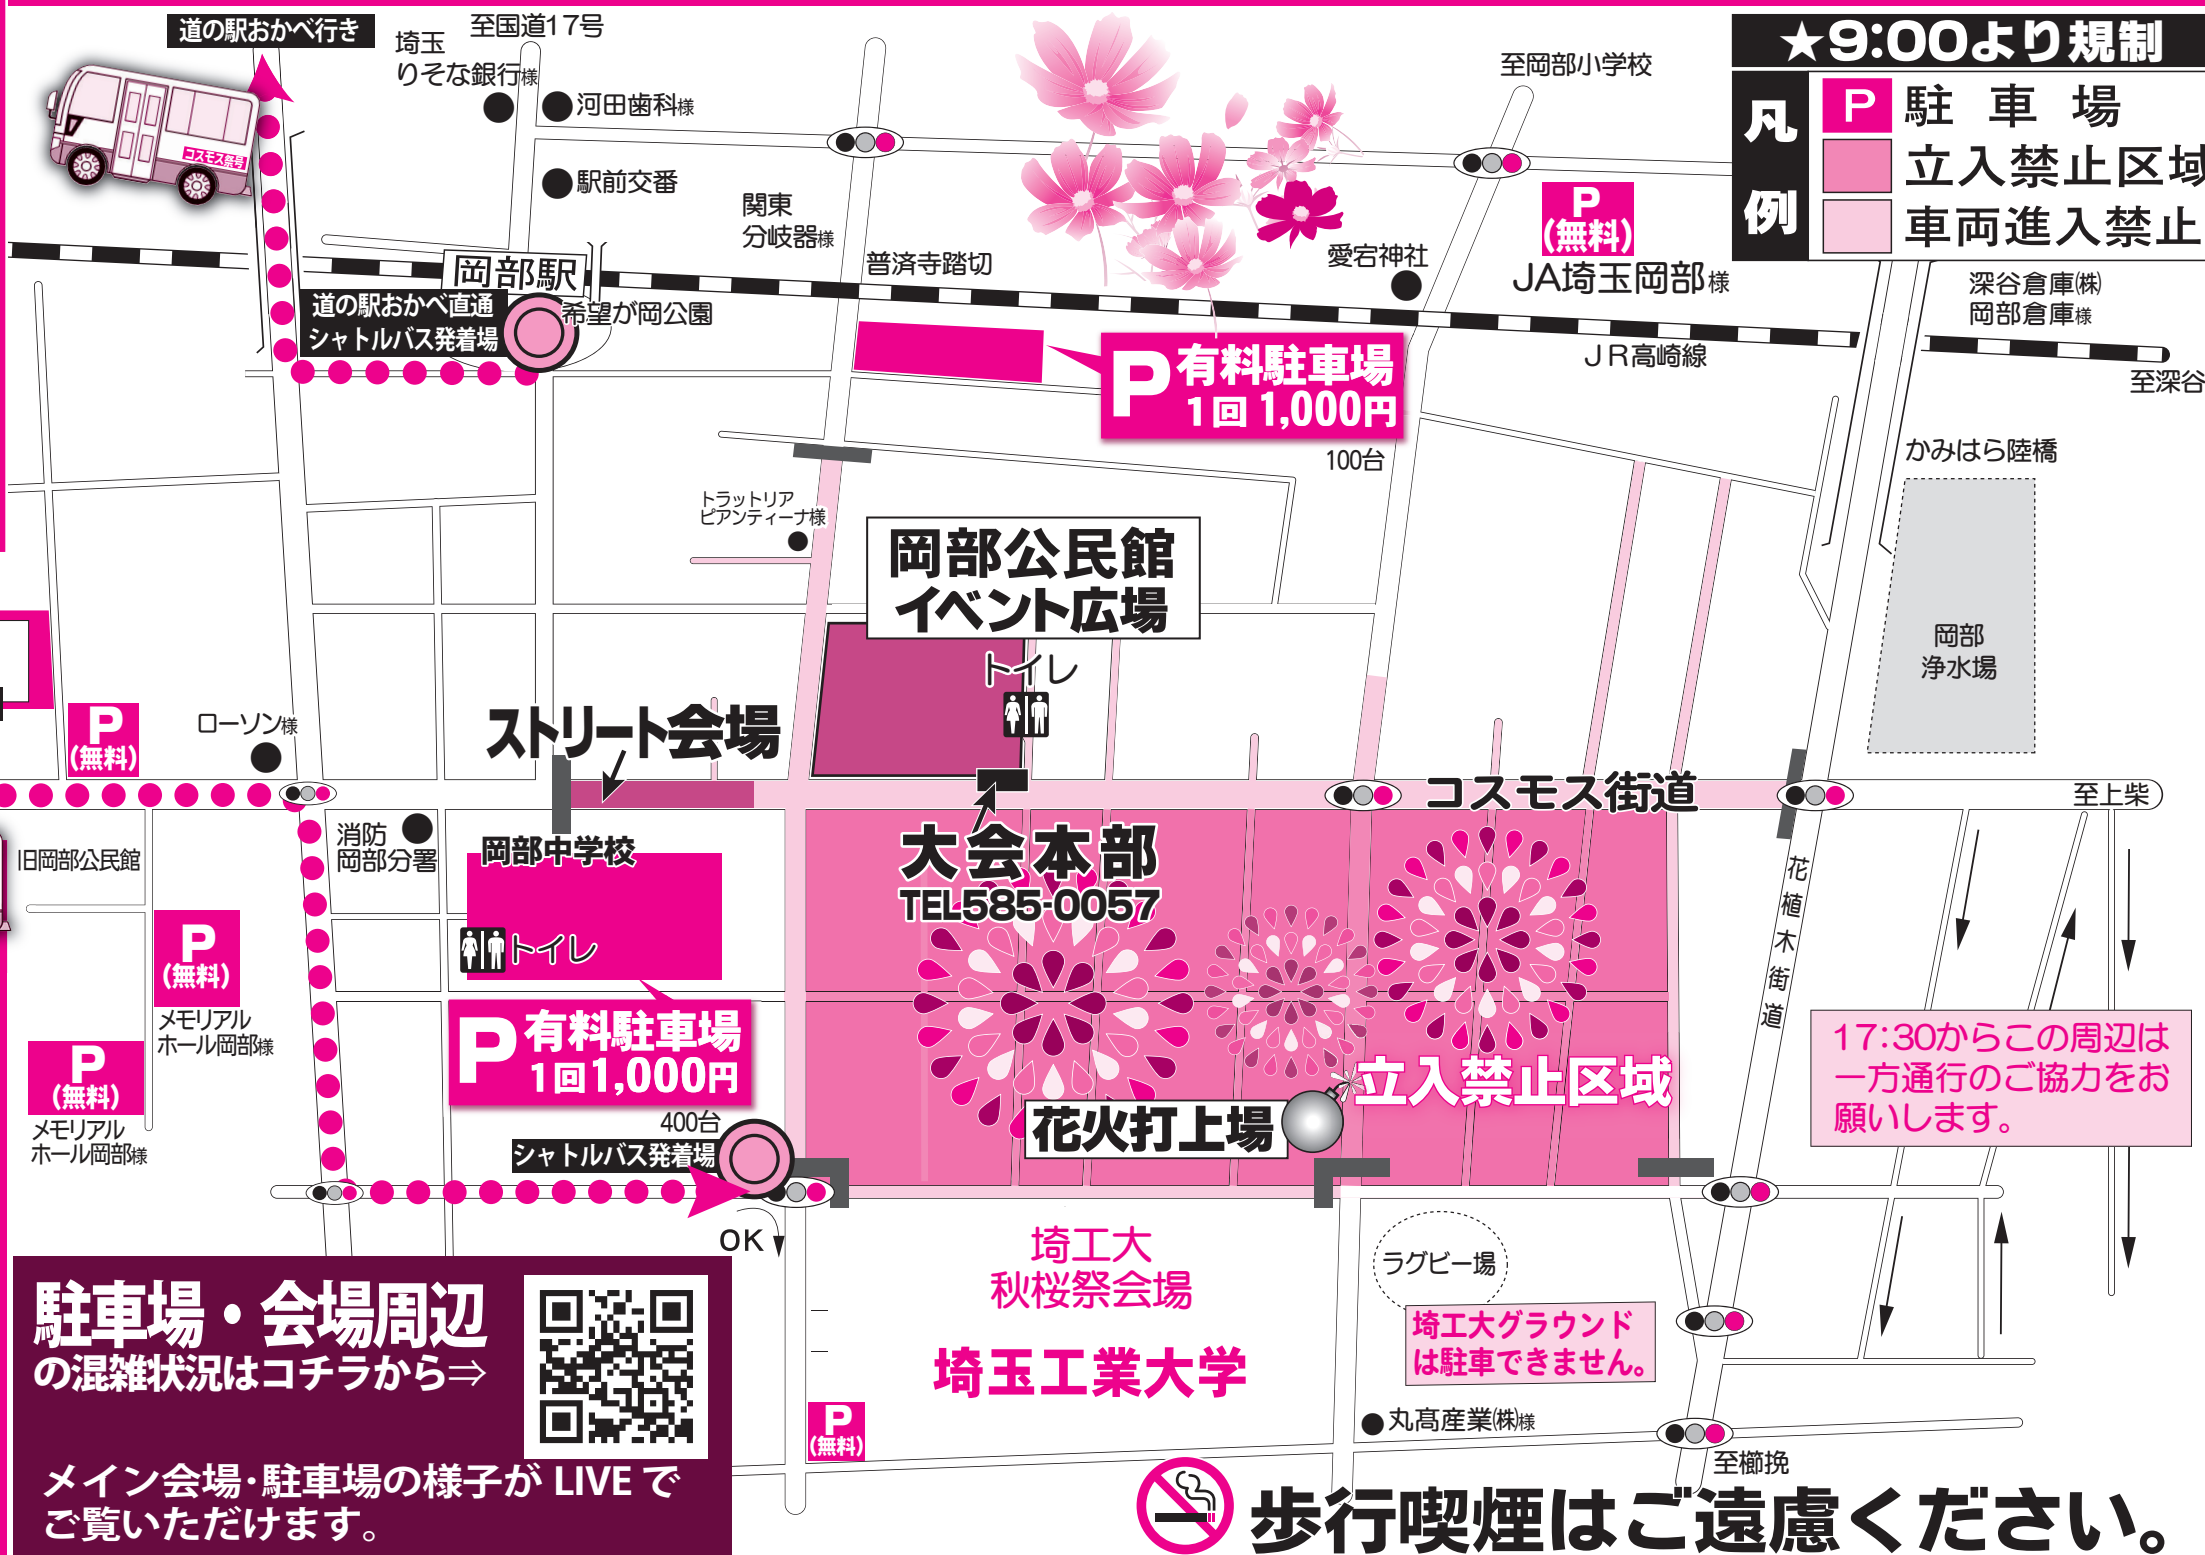 道の駅おかべ行き
至国道17号
埼玉
りそな銀行様
河田歯科様
駅前交番
コスモス祭号
関東
分岐器様
至岡部小学校
★9:00より規制
凡例
P 駐車場
立入禁止区域
車両進入禁止
P
(無料)
JA埼玉岡部様
愛宕神社
普済寺踏切
岡部駅
希望が岡公園
道の駅おかべ直通
シャトルバス発着場
深谷倉庫㈱
岡部倉庫様
JR高崎線
至深谷
P 有料駐車場
1回 1,000円
100台
かみはら陸橋
トラットリア
ピアンティーナ様
岡部公民館
イベント広場
トイレ
岡部
浄水場
P
(無料)
ローソン様
ストリート会場
コスモス街道
至上柴
大会本部
TEL585-0057
消防
岡部分署
岡部中学校
旧岡部公民館
トイレ
花植木街道
P
(無料)
メモリアル
ホール岡部様
P
(無料)
メモリアル
ホール岡部様
P 有料駐車場
1回1,000円
400台
シャトルバス発着場
立入禁止区域
花火打上場
17:30からこの周辺は
一方通行のご協力をお
願いします。
OK
埼工大
秋桜祭会場
埼玉工業大学
ラグビー場
埼工大グラウンド
は駐車できません。
P
(無料)
丸髙産業㈱様
至櫛挽
駐車場・会場周辺
の混雑状況はコチラから⇒
メイン会場・駐車場の様子が LIVE で
ご覧いただけます。
歩行喫煙はご遠慮ください。